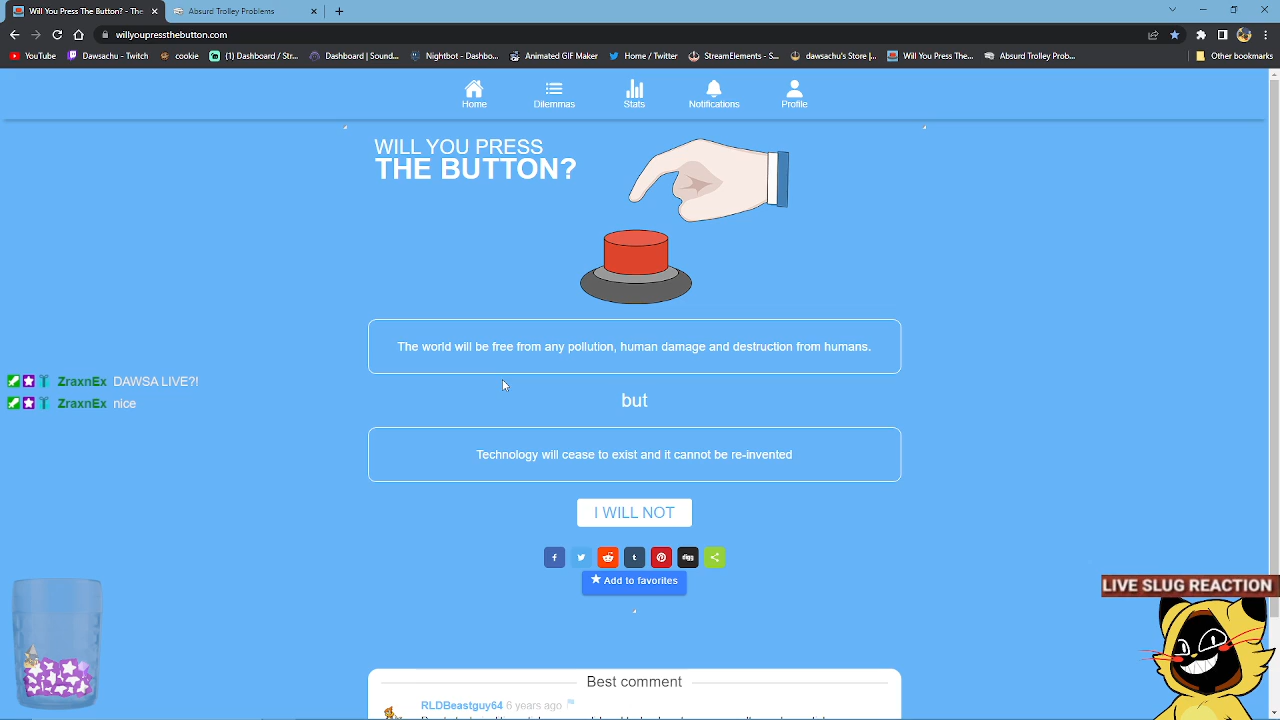 Will You Press The Button? - The
Absurd Trolley Problems
willyoupressthebutton.com
YouTube
Dawsachu - Twitch
cookie
(1) Dashboard / Str...
Dashboard | Sound...
Nightbot - Dashbo...
Animated GIF Maker
Home / Twitter
StreamElements - S...
dawsachu's Store |...
Will You Press The...
Absurd Trolley Prob...
Other bookmarks
Home
Dilemmas
Stats
Notifications
Profile
WILL YOU PRESS
THE BUTTON?
The world will be free from any pollution, human damage and destruction from humans.
ZraxnEx DAWSA LIVE?!
but
ZraxnEx nice
Technology will cease to exist and it cannot be re-invented
I WILL NOT
digg
Add to favorites
LIVE SLUG REACTION
Best comment
RLDBeastguy64 6 years ago